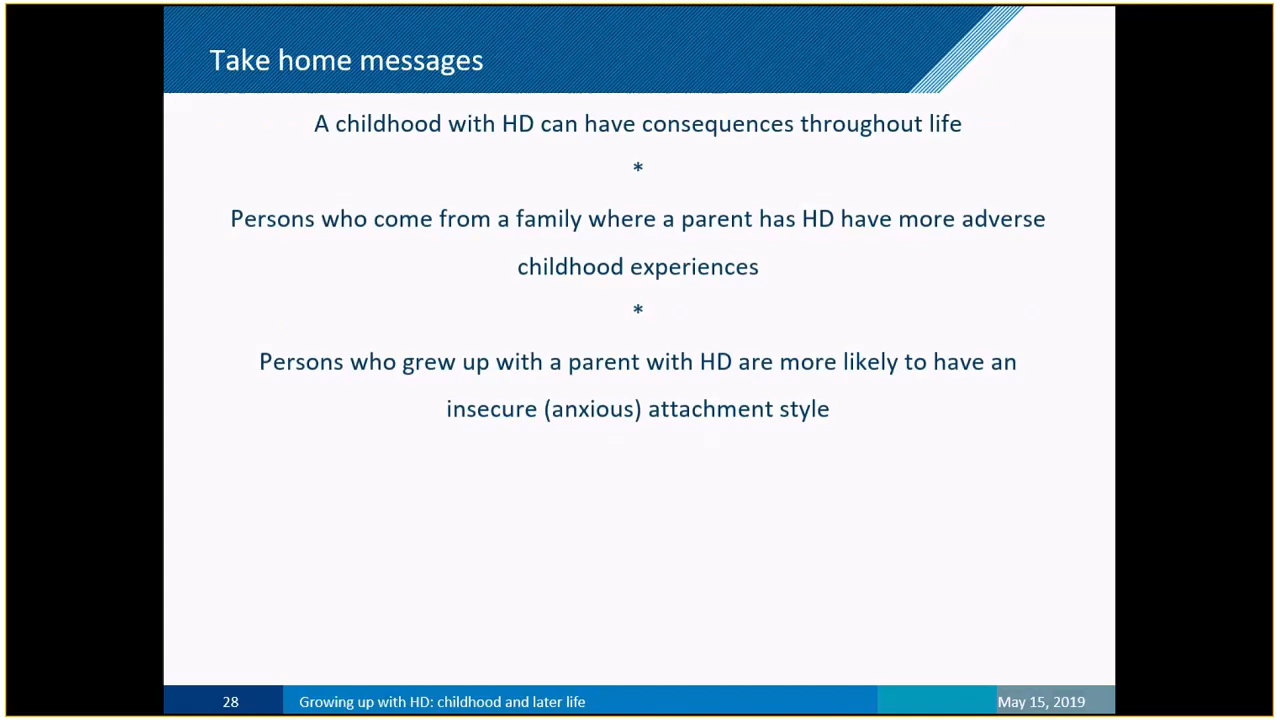 Take home messages
A childhood with HD can have consequences throughout life
*
Persons who come from a family where a parent has HD have more adverse
childhood experiences
*
Persons who grew up with a parent with HD are more likely to have an
insecure (anxious) attachment style
28
Growing up with HD: childhood and later life
May 15, 2019